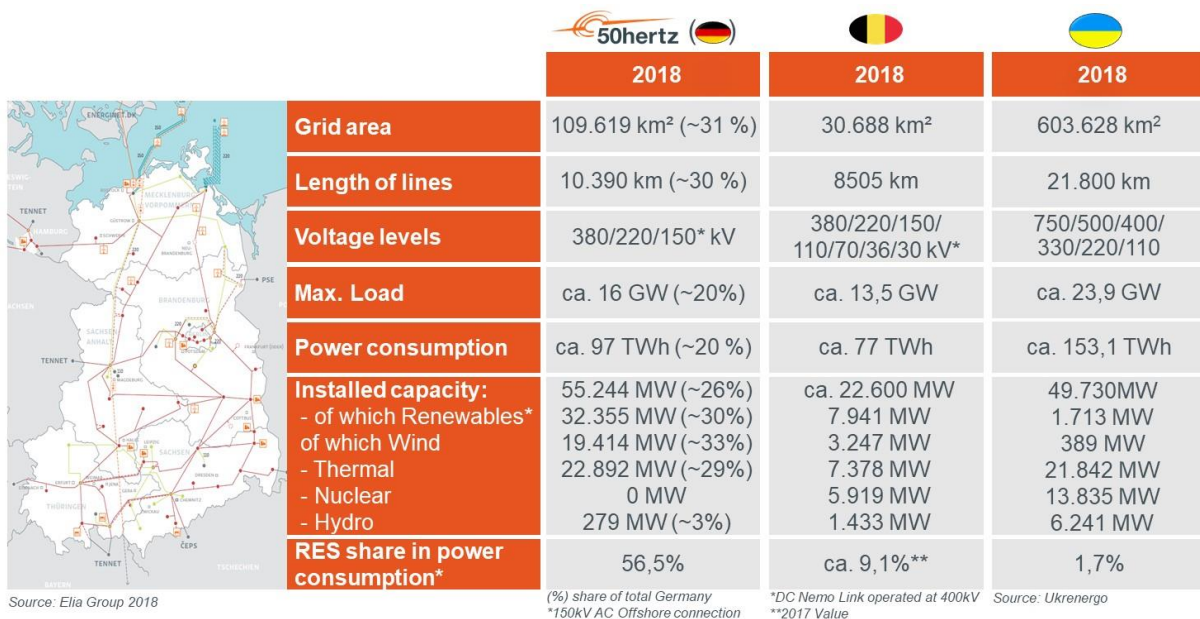 50hertz ( )
2018 2018 2018
Grid area 109.619 km² (~31 %) 30.688 km² 603.628 km²
Length of lines 10.390 km (~30 %) 8505 km 21.800 km
Voltage levels 380/220/150* kV 380/220/150/ 750/500/400/
110/70/36/30 kV* 330/220/110
Max. Load ca. 16 GW (~20%) ca. 13,5 GW ca. 23,9 GW
Power consumption ca. 97 TWh (~20 %) ca. 77 TWh ca. 153,1 TWh
Installed capacity: 55.244 MW (~26%) ca. 22.600 MW 49.730MW
- of which Renewables* 32.355 MW (~30%) 7.941 MW 1.713 MW
of which Wind 19.414 MW (~33%) 3.247 MW 389 MW
- Thermal 22.892 MW (~29%) 7.378 MW 21.842 MW
- Nuclear 0 MW 5.919 MW 13.835 MW
- Hydro 279 MW (~3%) 1.433 MW 6.241 MW
RES share in power
consumption* 56,5% ca. 9,1%** 1,7%
ENERGINET.DK
MECKLENBURG
VORPOMMERN
TENNET
HAMBURG
PSE
BRANDENBURG
SACHSEN
ANHALT
TENNET
SACHSEN
THÜRINGEN
ČEPS
TENNET
TSCHECHIEN
BAYERN
Source: Elia Group 2018
(%) share of total Germany
*150kV AC Offshore connection
*DC Nemo Link operated at 400kV
**2017 Value
Source: Ukrenergo